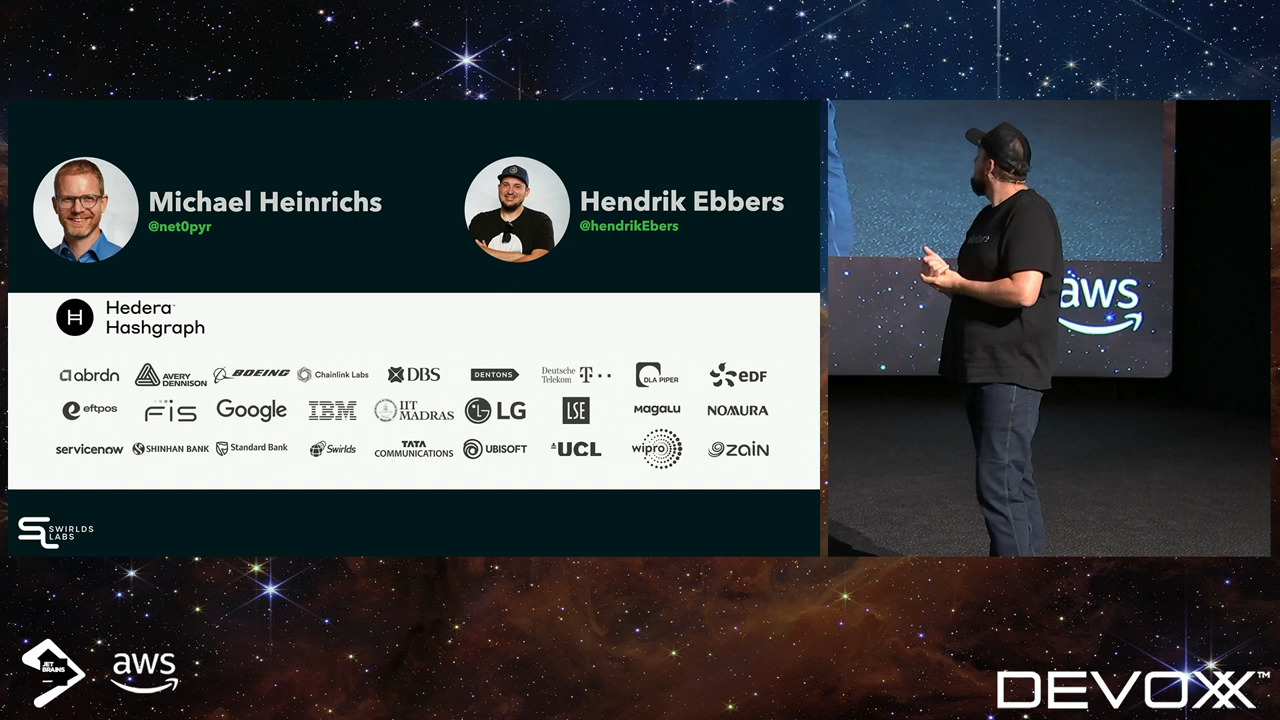 Michael Heinrichs
@net0pyr
Hendrik Ebbers
@hendrikEbers
Hedera™
Hashgraph
abrdn
AVERY
DENNISON
BOEING
Chainlink Labs
DBS
DENTONS
Deutsche
Telekom
T
DLA PIPER
eDF
eftpos
FIS
Google
IBM
IIT
MADRAS
LG
LSE
MAGALU
NOMURA
servicenow
SHINHAN BANK
Standard Bank
Swirlds
TATA
COMMUNICATIONS
UBISOFT
UCL
wipro
zain
SWIRLDS
LABS
aws
JET
BRAINS
aws
DEVOXX™